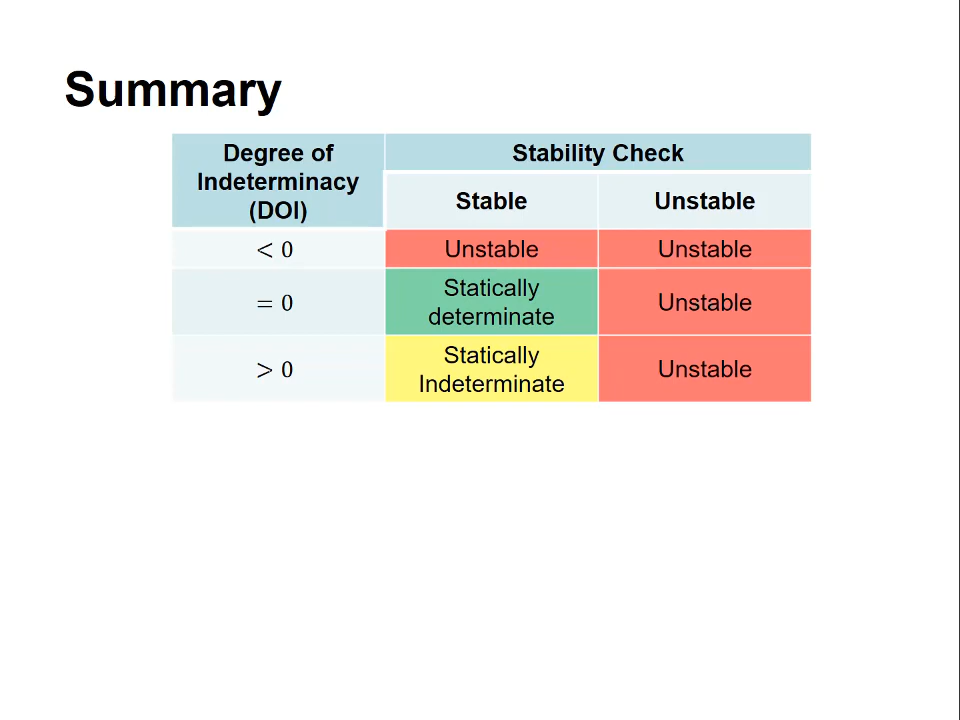 Summary
Degree of
Indeterminacy
(DOI)
Stability Check
Stable
Unstable
< 0
Unstable
Unstable
= 0
Statically
determinate
Unstable
> 0
Statically
Indeterminate
Unstable